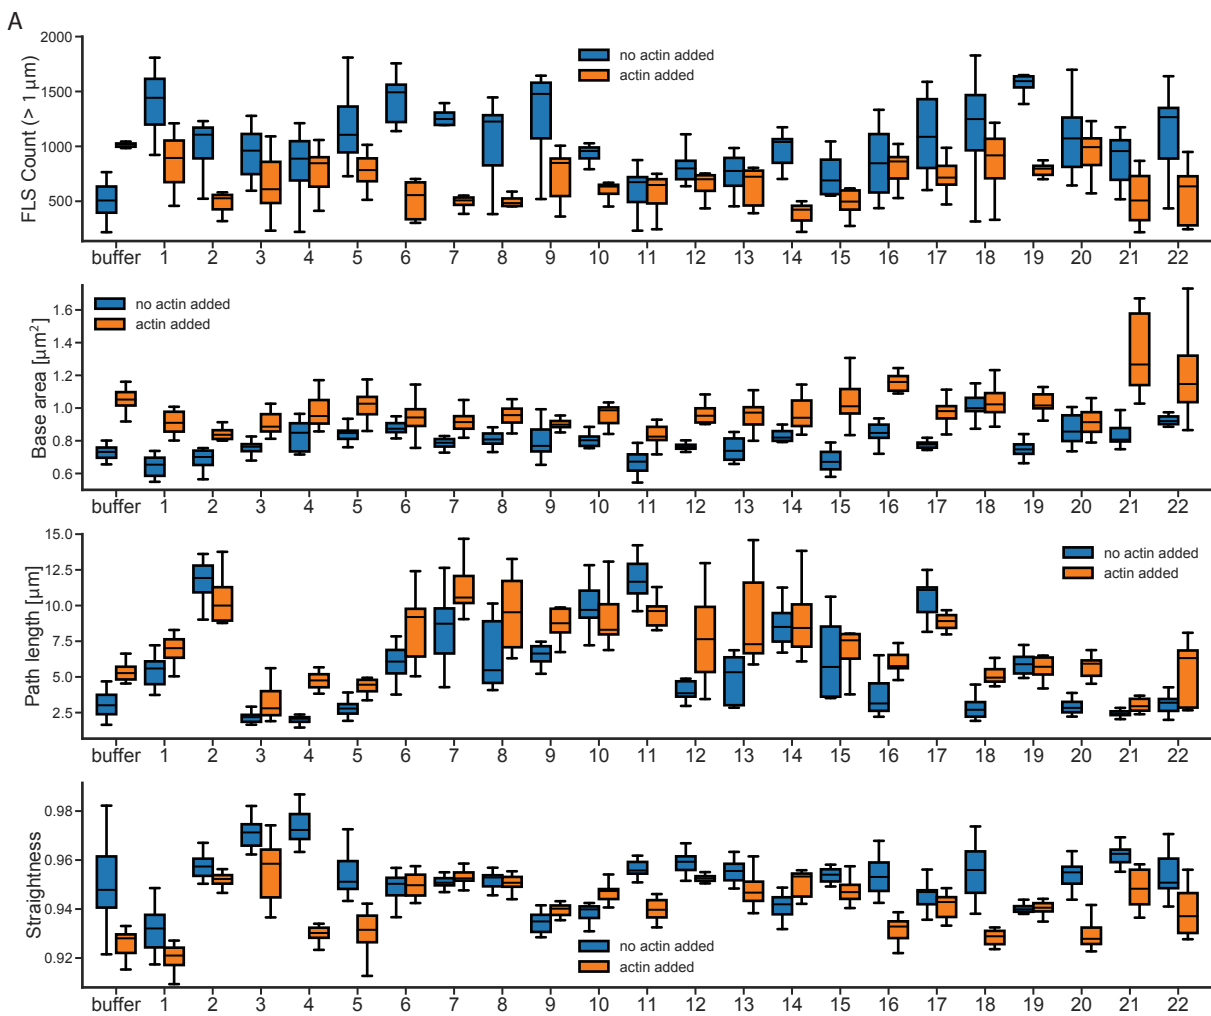 A
FLS Count (> 1 μm)
2000
1500
1000
500
no actin added
actin added
buffer 1 2 3 4 5 6 7 8 9 10 11 12 13 14 15 16 17 18 19 20 21 22
Base area [μm²]
1.6
1.4
1.2
1.0
0.8
0.6
no actin added
actin added
buffer 1 2 3 4 5 6 7 8 9 10 11 12 13 14 15 16 17 18 19 20 21 22
Path length [μm]
15.0
12.5
10.0
7.5
5.0
2.5
no actin added
actin added
buffer 1 2 3 4 5 6 7 8 9 10 11 12 13 14 15 16 17 18 19 20 21 22
Straightness
0.98
0.96
0.94
0.92
no actin added
actin added
buffer 1 2 3 4 5 6 7 8 9 10 11 12 13 14 15 16 17 18 19 20 21 22